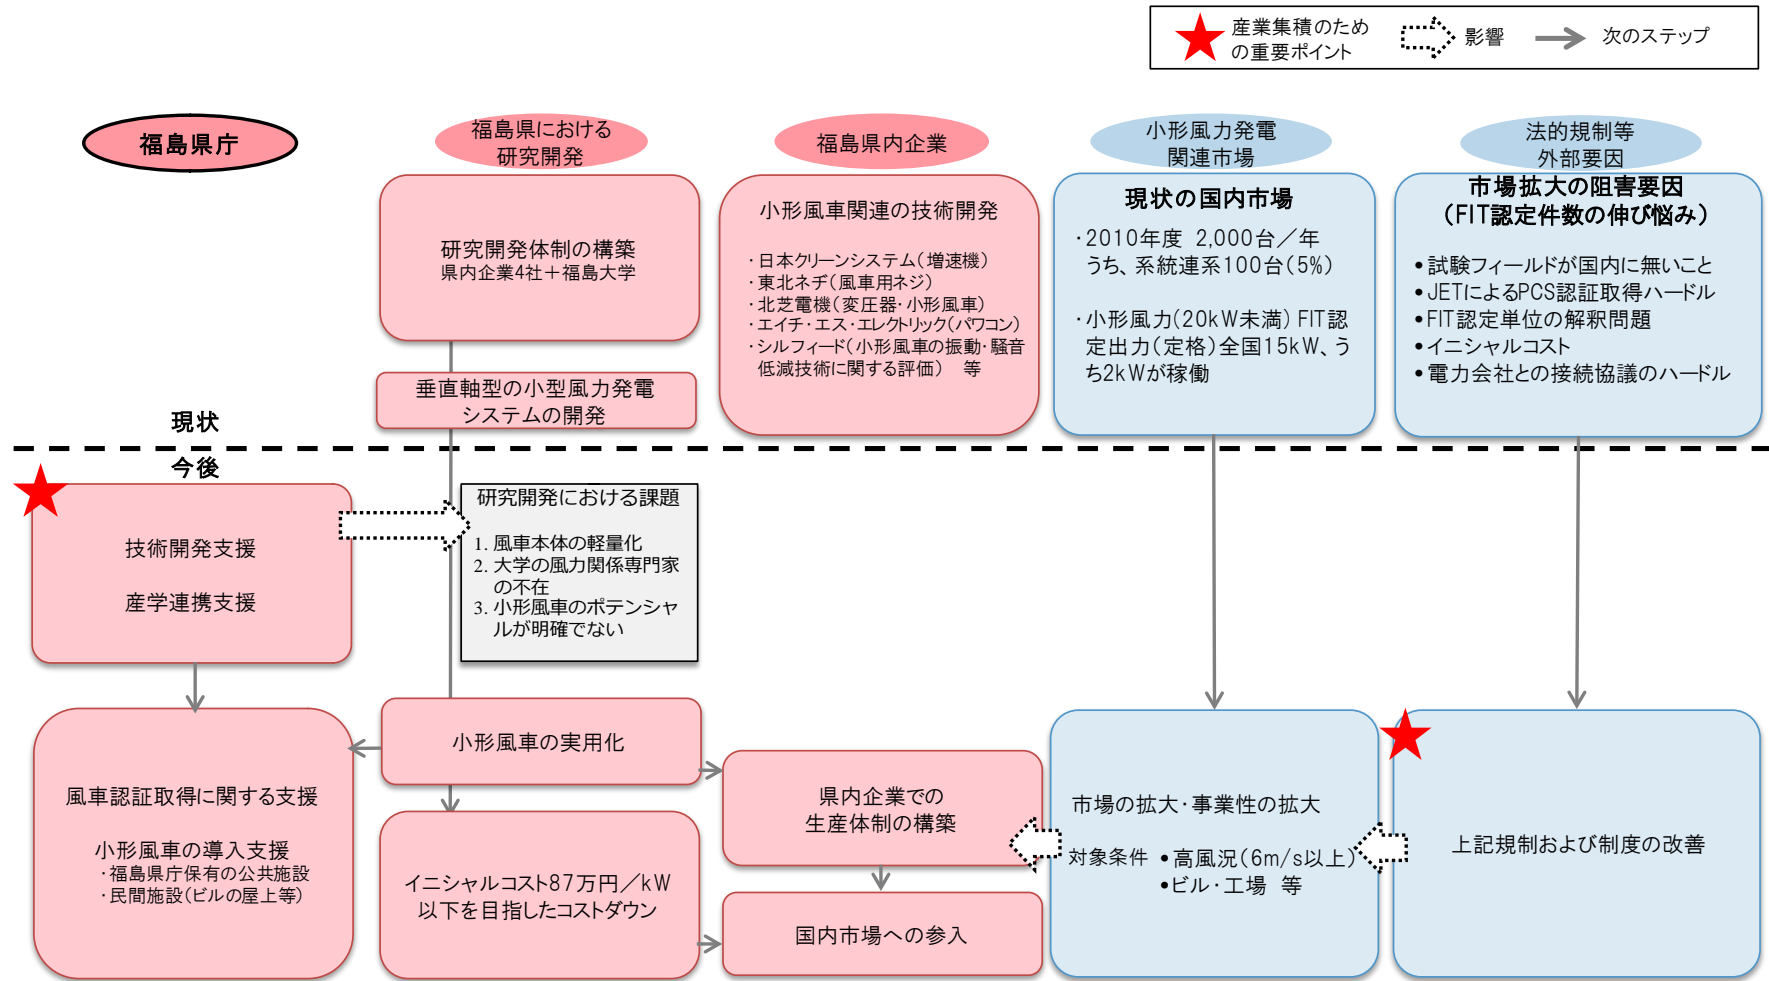 産業集積のため
の重要ポイント
影響
次のステップ
福島県庁
福島県における
研究開発
福島県内企業
小形風力発電
関連市場
法的規制等
外部要因
研究開発体制の構築
県内企業4社+福島大学
垂直軸型の小型風力発電
システムの開発
小形風車関連の技術開発
・日本クリーンシステム(増速機)
・東北ネヂ(風車用ネジ)
・北芝電機(変圧器・小形風車)
・エイチ・エス・エレクトリック(パワコン)
・シルフィード(小形風車の振動・騒音
低減技術に関する評価) 等
現状の国内市場
・2010年度 2,000台/年
うち、系統連系100台(5%)
・小形風力(20kW未満) FIT認
定出力(定格)全国15kW、う
ち2kWが稼働
市場拡大の阻害要因
(FIT認定件数の伸び悩み)
•試験フィールドが国内に無いこと
•JETによるPCS認証取得ハードル
•FIT認定単位の解釈問題
•イニシャルコスト
•電力会社との接続協議のハードル
現状
今後
技術開発支援
産学連携支援
研究開発における課題
1. 風車本体の軽量化
2. 大学の風力関係専門家
の不在
3. 小形風車のポテンシャ
ルが明確でない
風車認証取得に関する支援
小形風車の導入支援
・福島県庁保有の公共施設
・民間施設(ビルの屋上等)
小形風車の実用化
イニシャルコスト87万円/kW
以下を目指したコストダウン
県内企業での
生産体制の構築
国内市場への参入
市場の拡大・事業性の拡大
対象条件 •高風況(6m/s以上)
•ビル・工場 等
上記規制および制度の改善